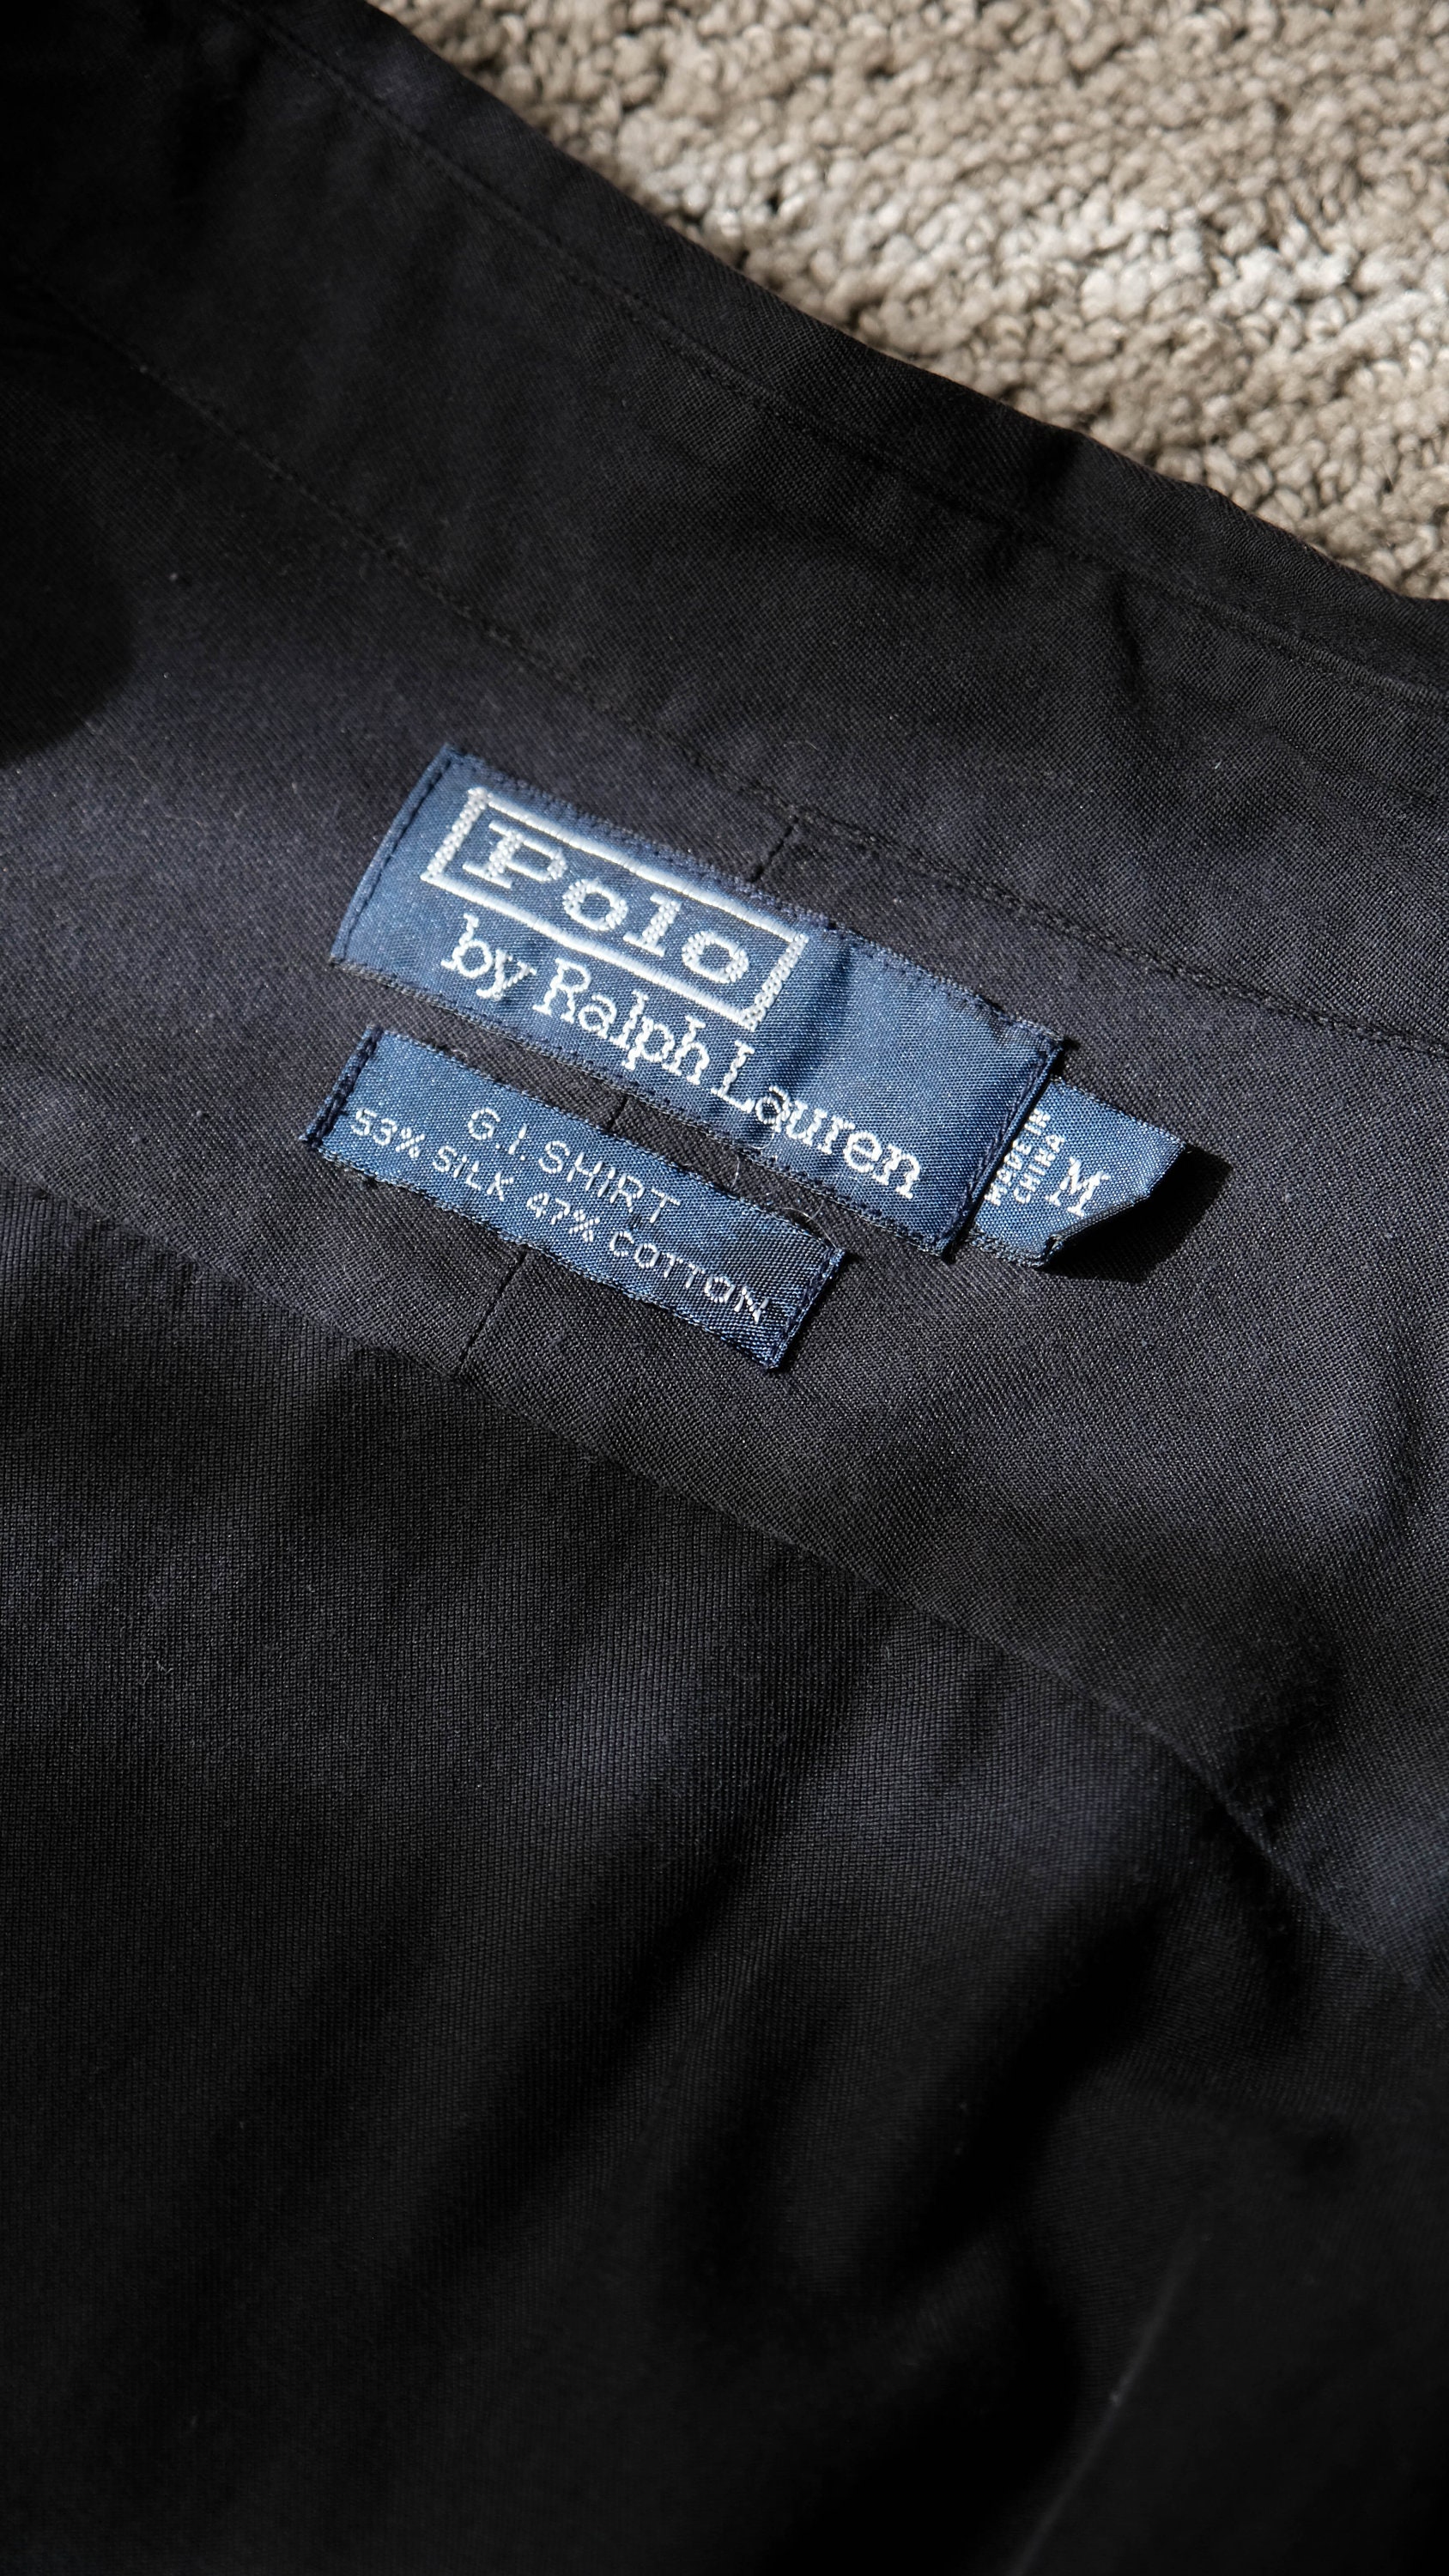 Polo
by Ralph Lauren
MADE IN
CHINA
M
G.I. SHIRT
53% SILK 47% COTTON